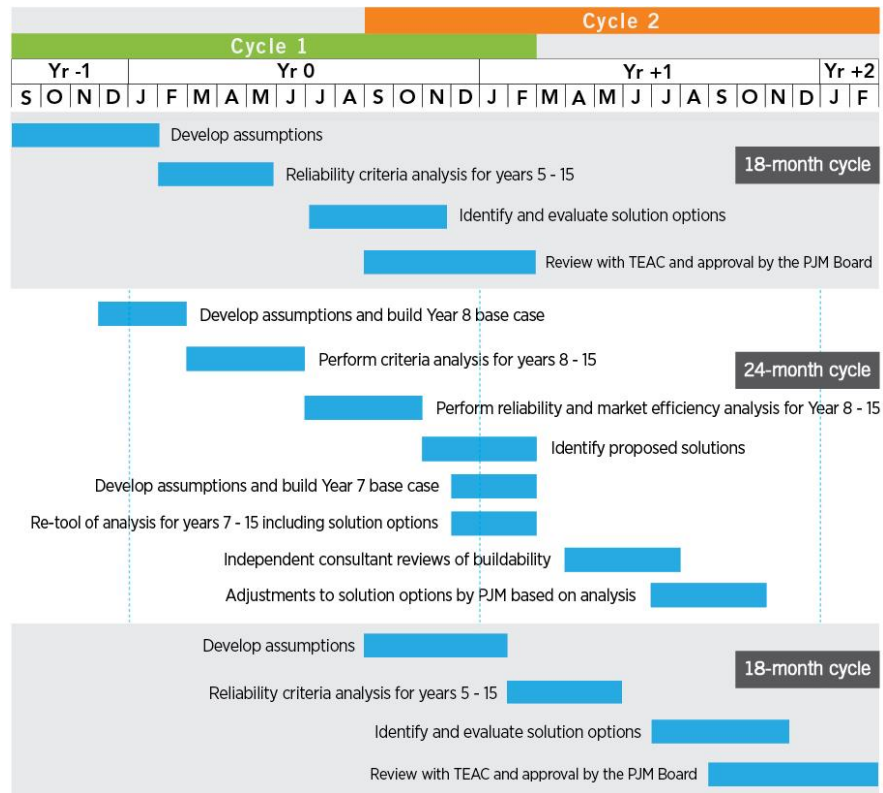 Cycle 2
Cycle 1
Yr -1 Yr 0 Yr +1 Yr +2
S O N D J F M A M J J A S O N D J F M A M J J A S O N D J F
Develop assumptions
18-month cycle
Reliability criteria analysis for years 5 - 15
Identify and evaluate solution options
Review with TEAC and approval by the PJM Board
Develop assumptions and build Year 8 base case
Perform criteria analysis for years 8 - 15
24-month cycle
Perform reliability and market efficiency analysis for Year 8 - 15
Identify proposed solutions
Develop assumptions and build Year 7 base case
Re-tool of analysis for years 7 - 15 including solution options
Independent consultant reviews of buildability
Adjustments to solution options by PJM based on analysis
Develop assumptions
18-month cycle
Reliability criteria analysis for years 5 - 15
Identify and evaluate solution options
Review with TEAC and approval by the PJM Board